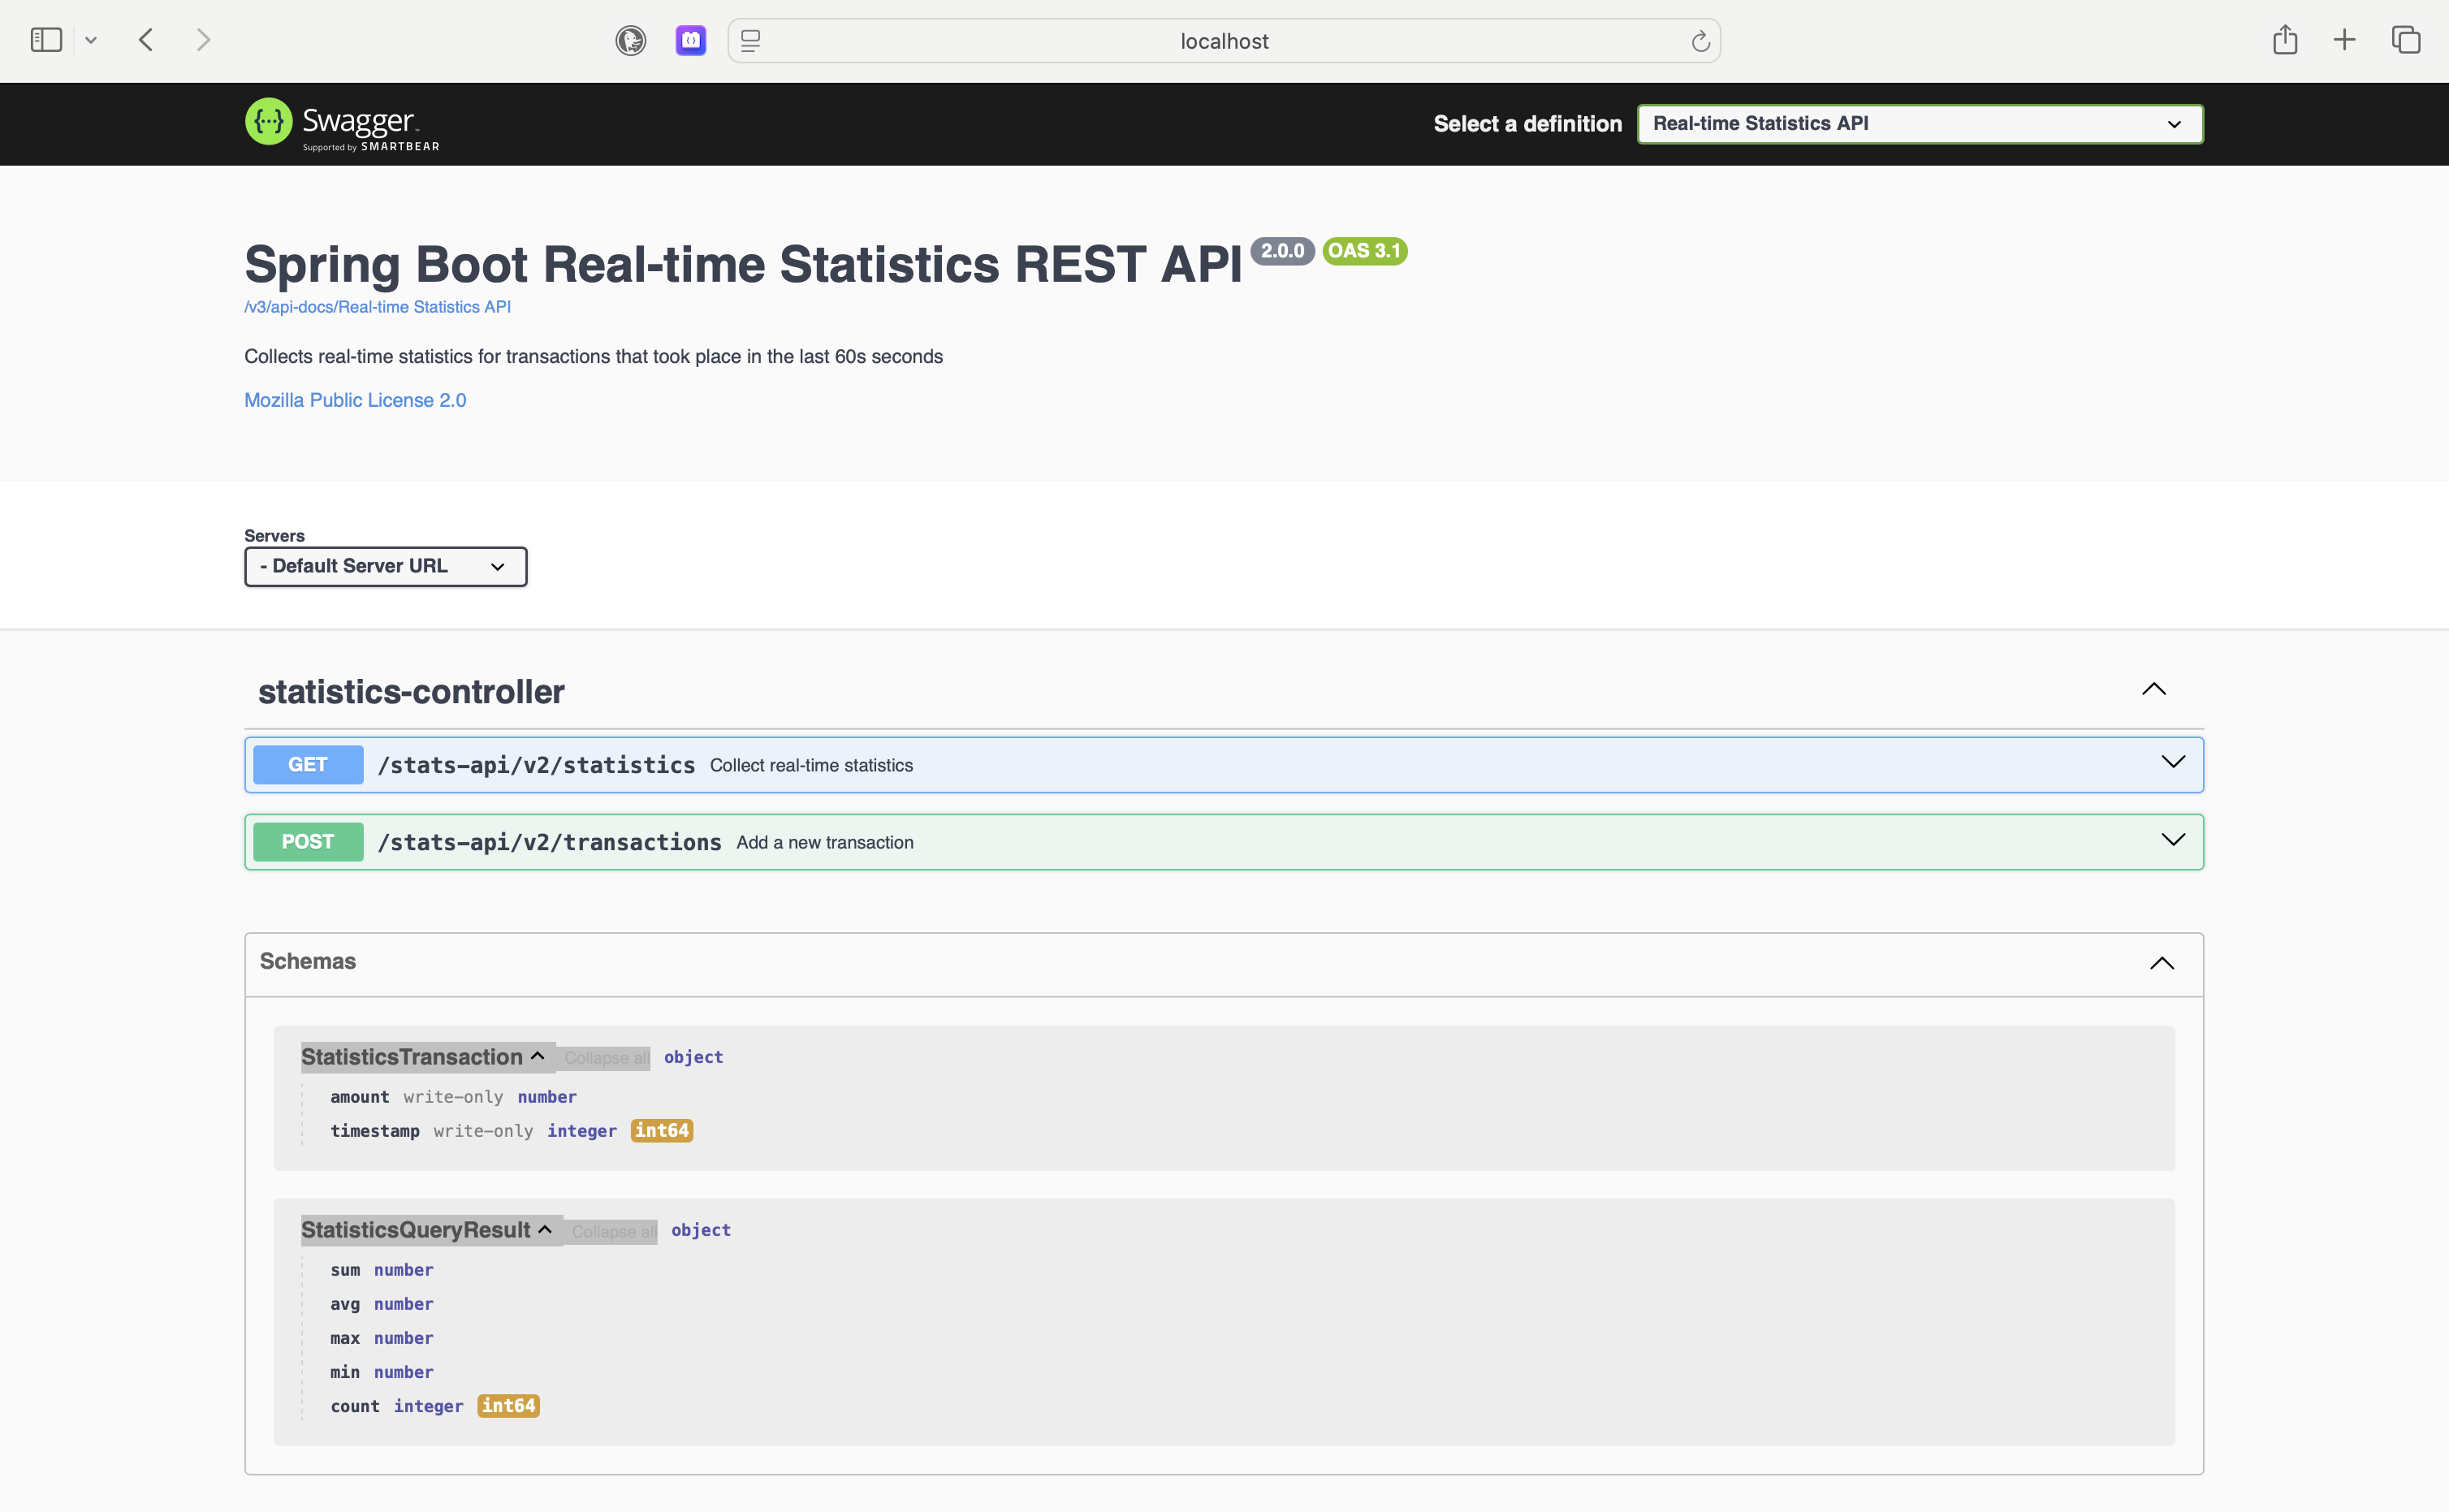 localhost
Swagger
Supported by SMARTBEAR
Select a definition
Real-time Statistics API
Spring Boot Real-time Statistics REST API 2.0.0 OAS 3.1
/v3/api-docs/Real-time Statistics API
Collects real-time statistics for transactions that took place in the last 60s seconds
Mozilla Public License 2.0
Servers
- Default Server URL
statistics-controller
GET /stats-api/v2/statistics Collect real-time statistics
POST /stats-api/v2/transactions Add a new transaction
Schemas
StatisticsTransaction Collapse all object
amount write-only number
timestamp write-only integer int64
StatisticsQueryResult Collapse all object
sum number
avg number
max number
min number
count integer int64